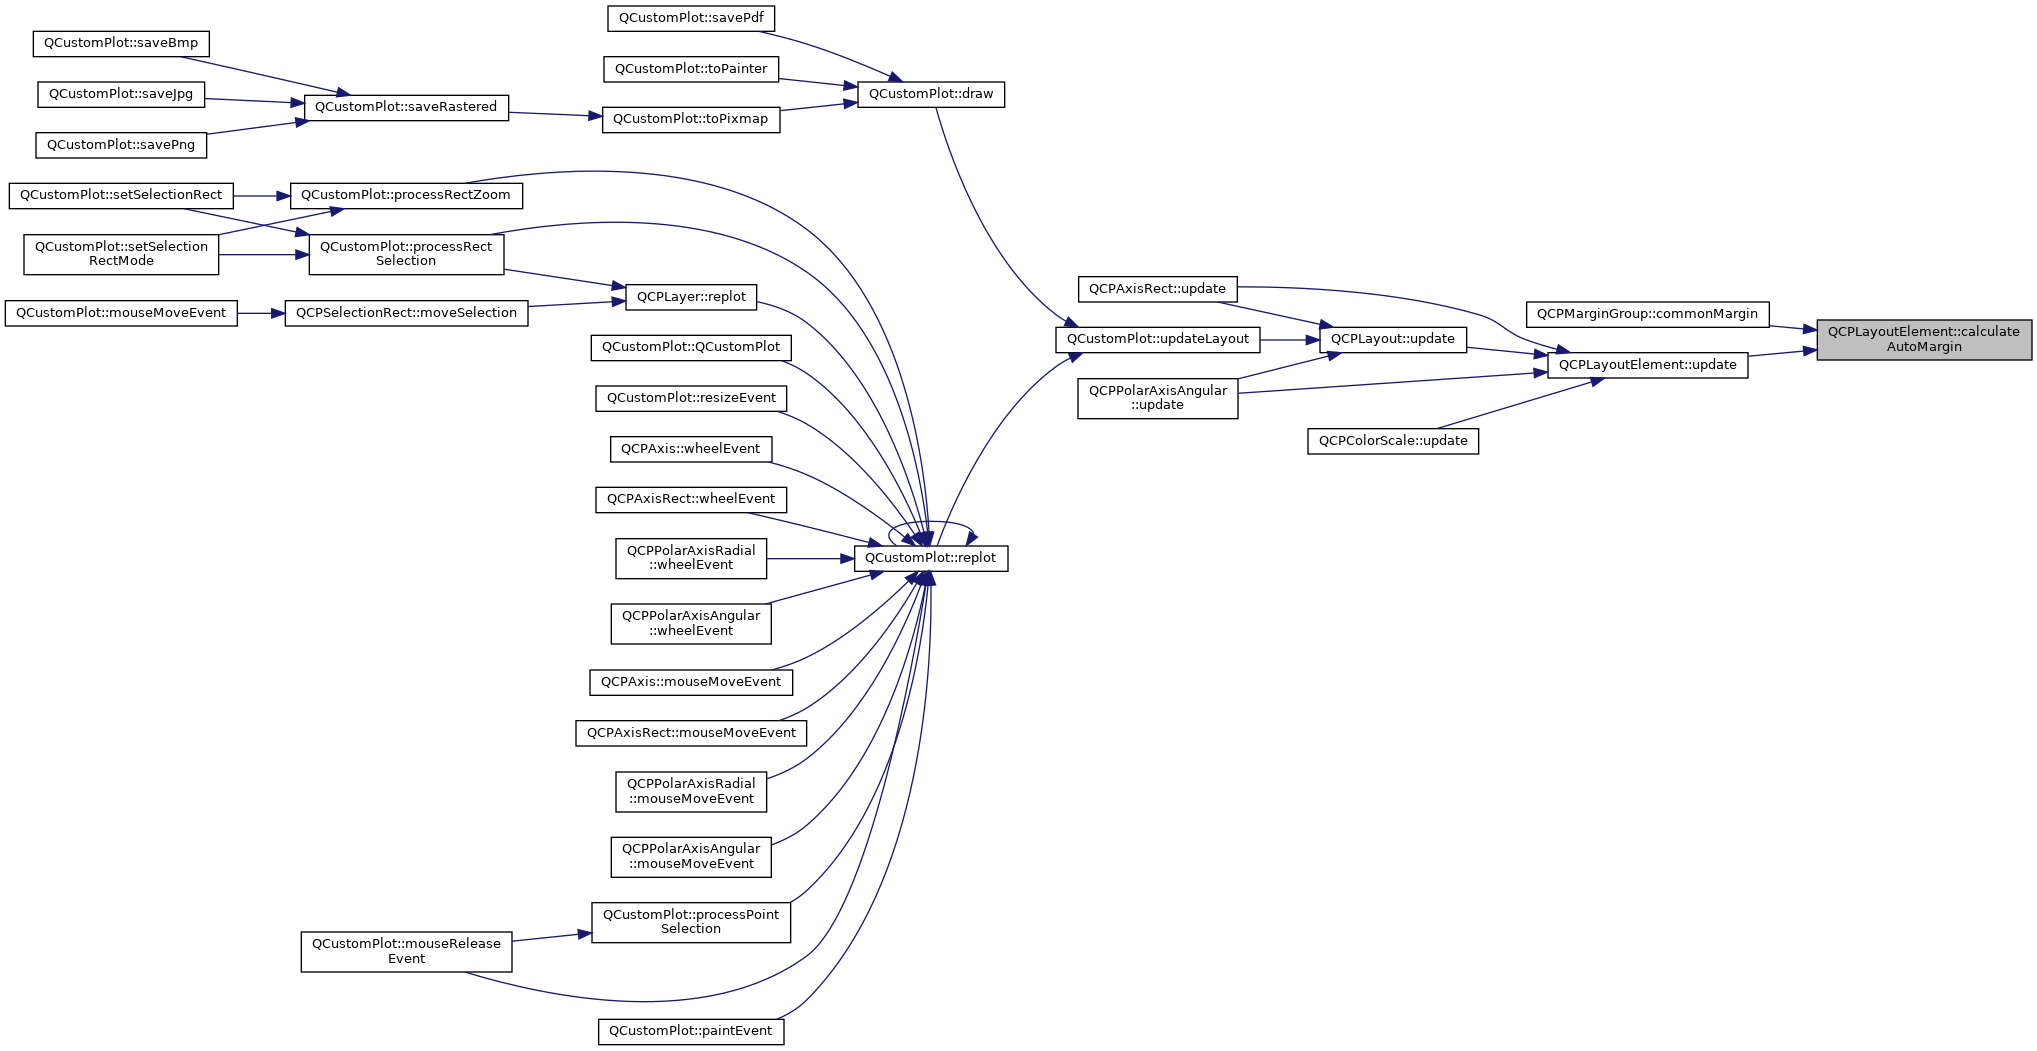 QCustomPlot::saveBmp
QCustomPlot::saveJpg
QCustomPlot::savePng
QCustomPlot::setSelectionRect
QCustomPlot::setSelection
RectMode
QCustomPlot::mouseMoveEvent
QCustomPlot::saveRastered
QCustomPlot::processRectZoom
QCustomPlot::processRect
Selection
QCPSelectionRect::moveSelection
QCustomPlot::mouseRelease
Event
QCustomPlot::savePdf
QCustomPlot::toPainter
QCustomPlot::toPixmap
QCPLayer::replot
QCustomPlot::QCustomPlot
QCustomPlot::resizeEvent
QCPAxis::wheelEvent
QCPAxisRect::wheelEvent
QCPPolarAxisRadial
::wheelEvent
QCPPolarAxisAngular
::wheelEvent
QCPAxis::mouseMoveEvent
QCPAxisRect::mouseMoveEvent
QCPPolarAxisRadial
::mouseMoveEvent
QCPPolarAxisAngular
::mouseMoveEvent
QCustomPlot::processPoint
Selection
QCustomPlot::paintEvent
QCustomPlot::draw
QCustomPlot::replot
QCPAxisRect::update
QCustomPlot::updateLayout
QCPPolarAxisAngular
::update
QCPLayout::update
QCPColorScale::update
QCPMarginGroup::commonMargin
QCPLayoutElement::update
QCPLayoutElement::calculate
AutoMargin